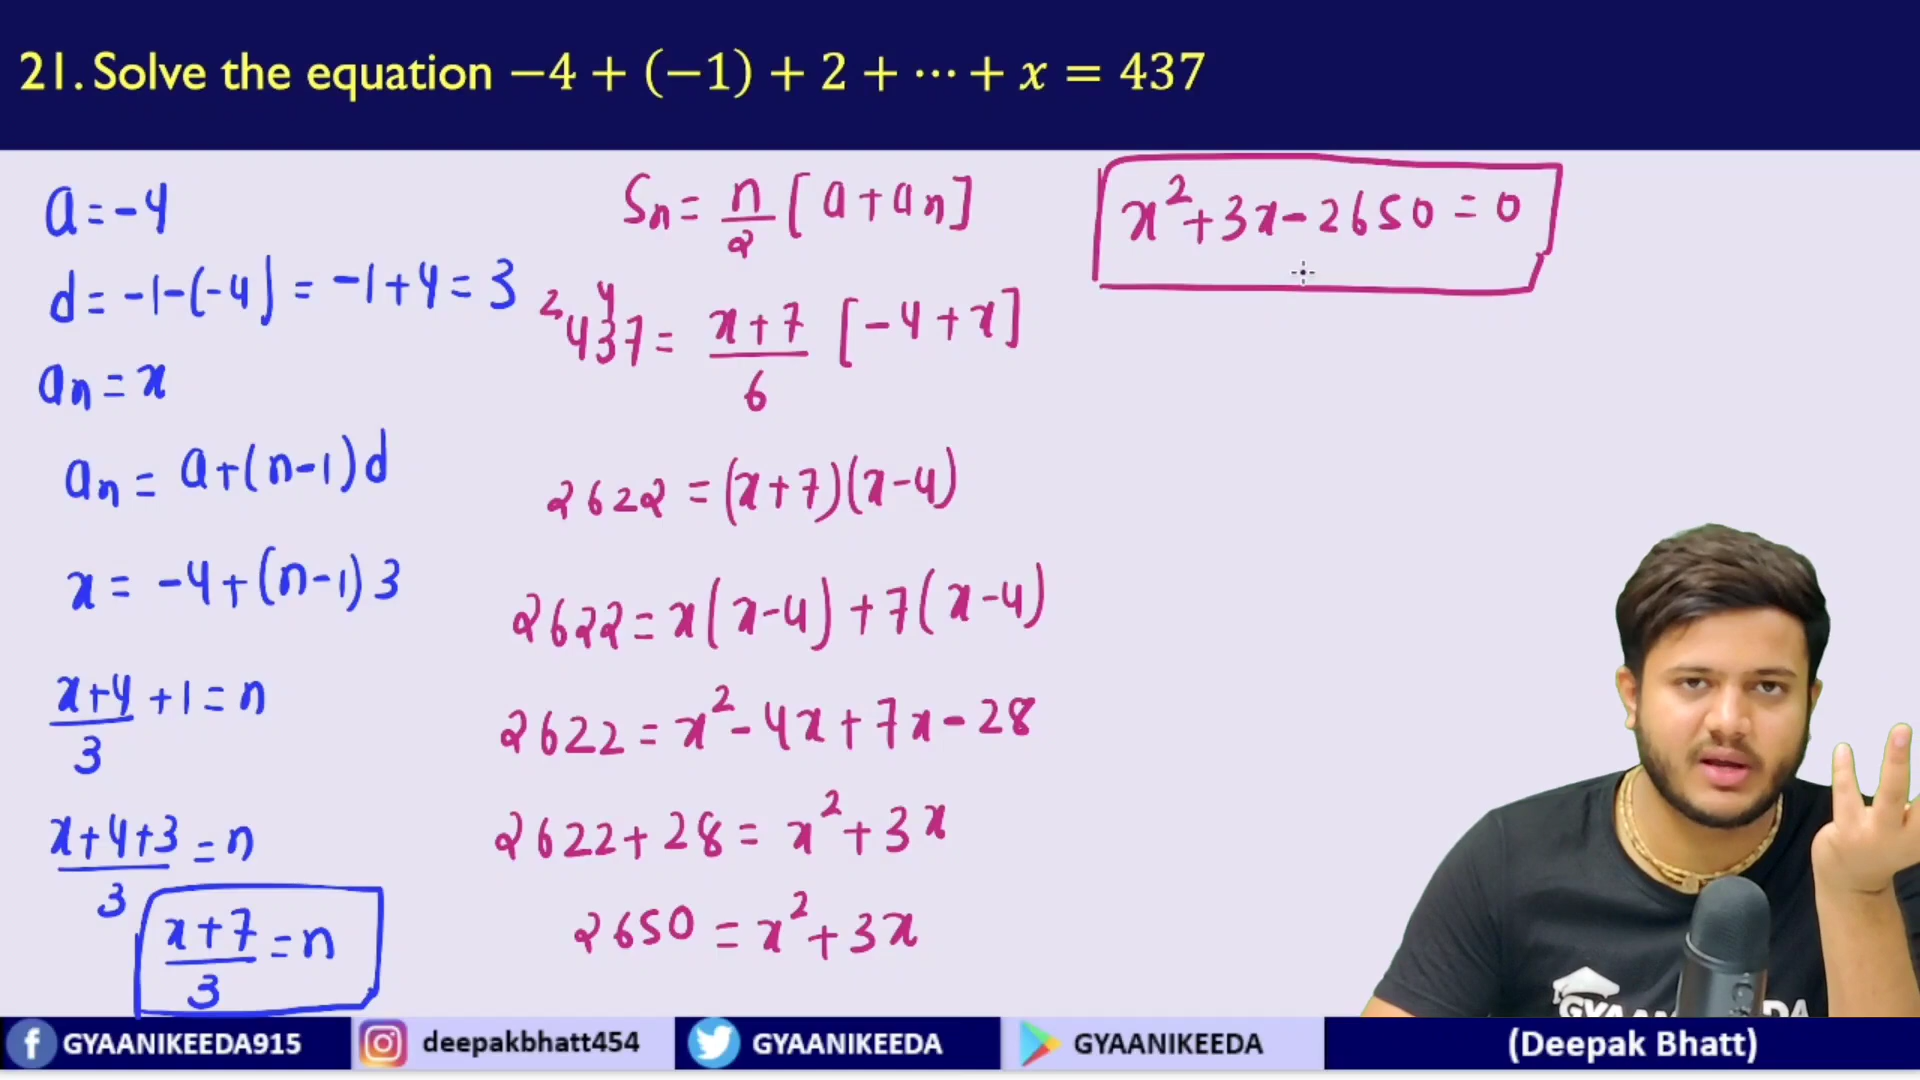 21. Solve the equation −4 + (−1) + 2 + ⋯ + x = 437
a = -4
d = -1-(-4) = -1+4 = 3
an = x
an = a+(n-1)d
x = -4+(n-1)3
x+4/3 +1 = n
x+4+3/3 = n
x+7/3 = n
Sn = n/2 [a+an]
2 4
437 = x+7/6 [-4+x]
2622 = (x+7)(x-4)
2622 = x(x-4)+7(x-4)
2622 = x²-4x+7x-28
2622+28 = x²+3x
2650 = x²+3x
x²+3x-2650 = 0
GYAANIKEEDA915
deepakbhatt454
GYAANIKEEDA
GYAANIKEEDA
(Deepak Bhatt)